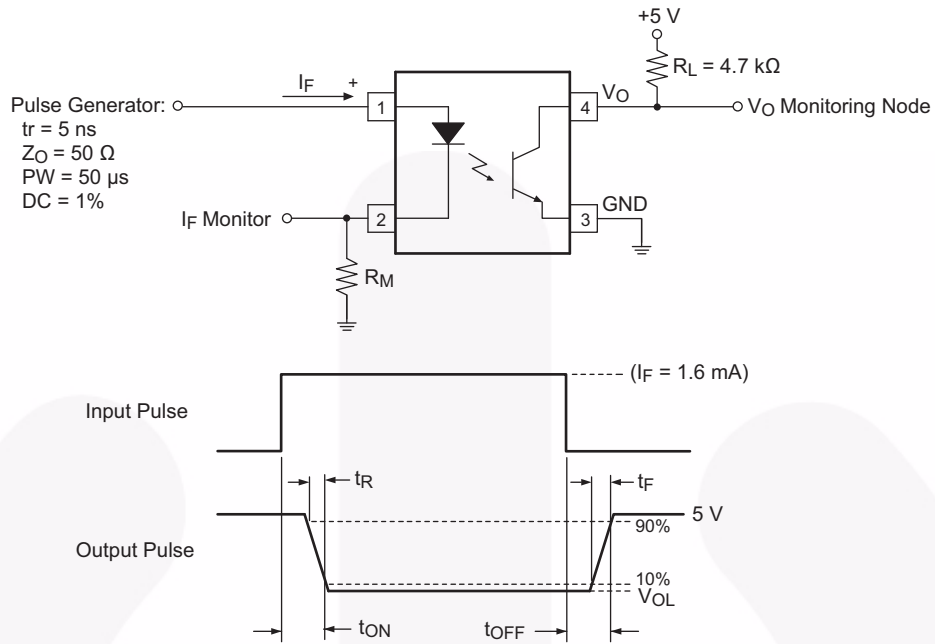 +5 V
RL = 4.7 kΩ
IF
+
1
4
VO
VO Monitoring Node
Pulse Generator:
tr = 5 ns
ZO = 50 Ω
PW = 50 μs
DC = 1%
IF Monitor
2
3
GND
RM
(IF = 1.6 mA)
Input Pulse
tR
tF
5 V
90%
Output Pulse
10%
VOL
tON
tOFF